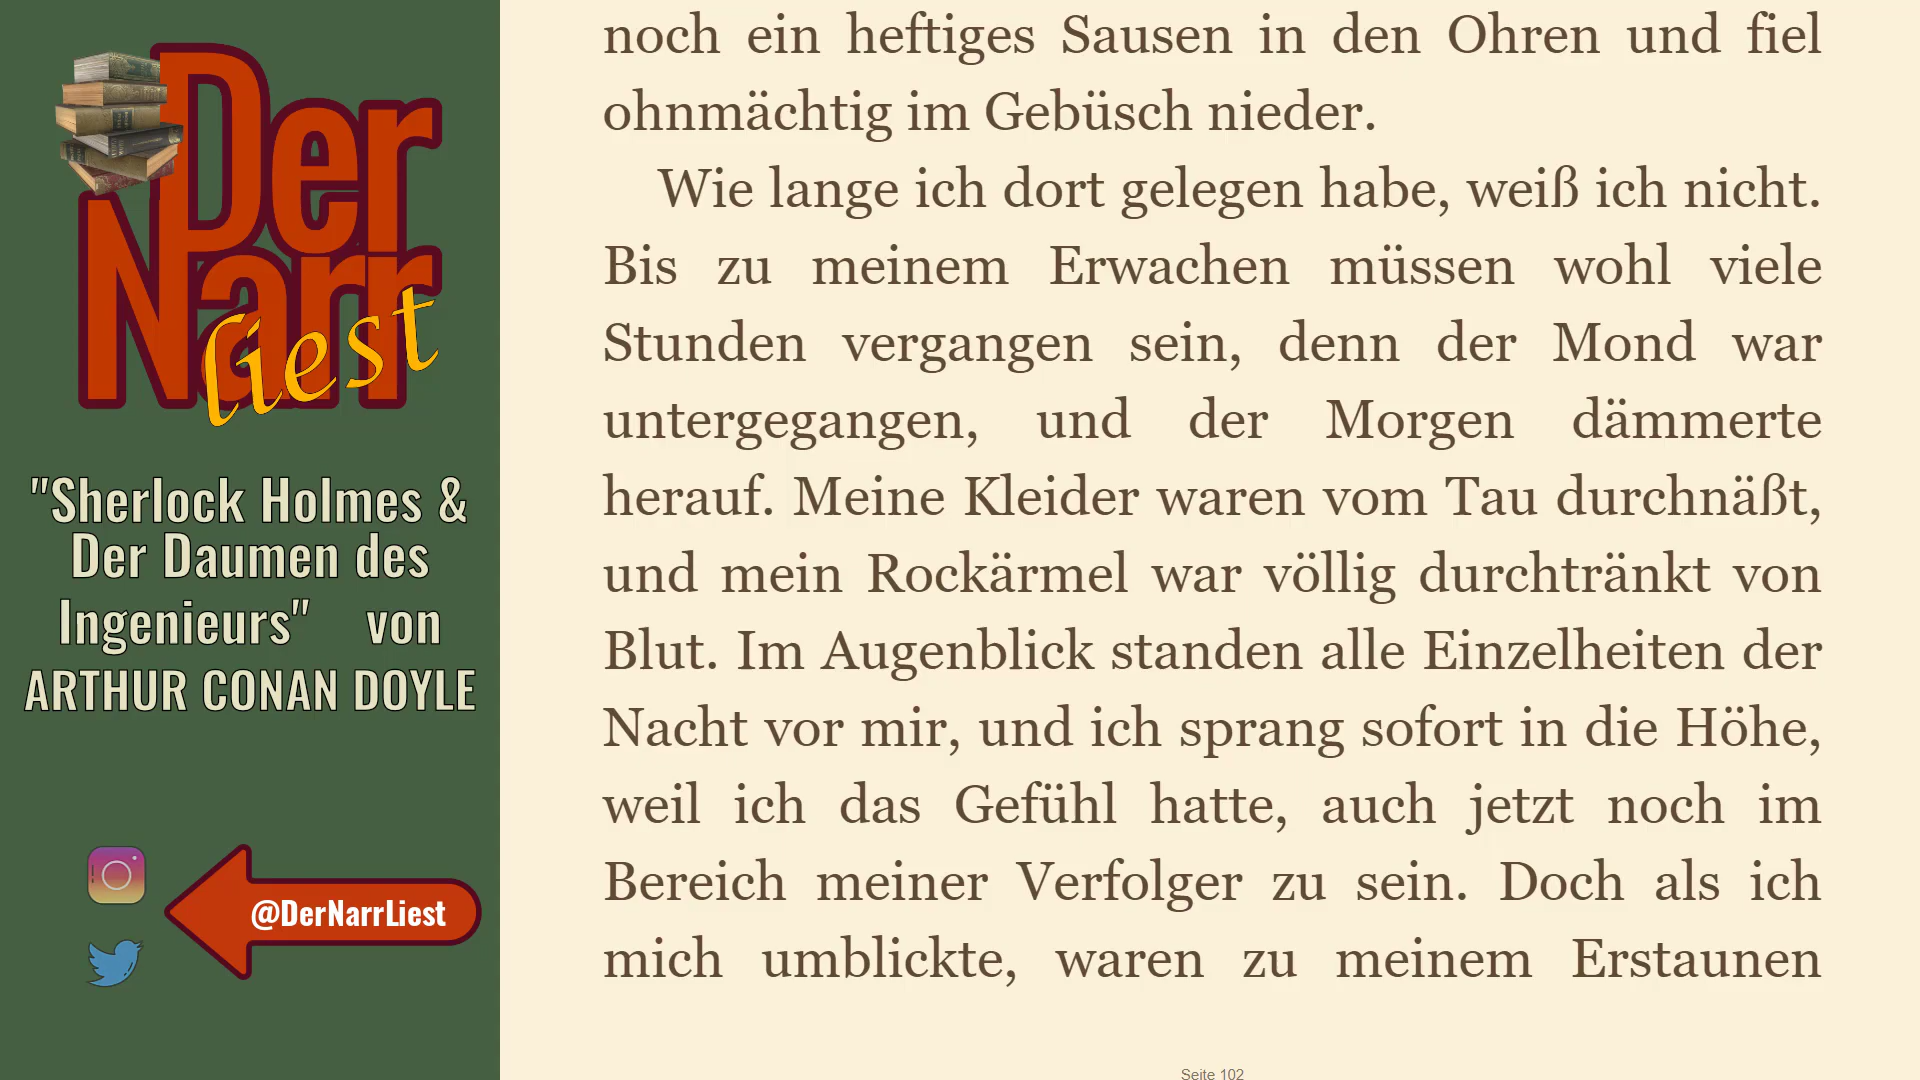 Der
Narr
liest
"Sherlock Holmes &
Der Daumen des
Ingenieurs" von
ARTHUR CONAN DOYLE
@DerNarrLiest
noch ein heftiges Sausen in den Ohren und fiel
ohnmächtig im Gebüsch nieder.
Wie lange ich dort gelegen habe, weiß ich nicht.
Bis zu meinem Erwachen müssen wohl viele
Stunden vergangen sein, denn der Mond war
untergegangen, und der Morgen dämmerte
herauf. Meine Kleider waren vom Tau durchnäßt,
und mein Rockärmel war völlig durchtränkt von
Blut. Im Augenblick standen alle Einzelheiten der
Nacht vor mir, und ich sprang sofort in die Höhe,
weil ich das Gefühl hatte, auch jetzt noch im
Bereich meiner Verfolger zu sein. Doch als ich
mich umblickte, waren zu meinem Erstaunen
Seite 102